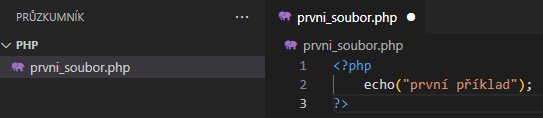 PRŮZKUMNÍK ...
PHP
prvni_soubor.php
prvni_soubor.php
prvni_soubor.php
1 <?php
2 echo("první příklad");
3 ?>